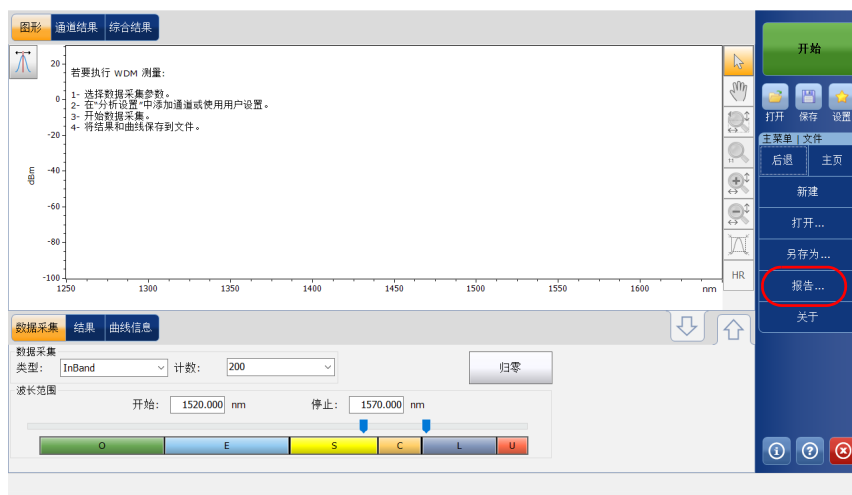 图形 通道结果 综合结果
若要执行 WDM 测量:
1- 选择数据采集参数。
2- 在"分析设置"中添加通道或使用用户设置。
3- 开始数据采集。
4- 将结果和曲线保存到文件。
dBm
20
0
-20
-40
-60
-80
-100
1250 1300 1350 1400 1450 1500 1550 1600 nm
1:1
HR
数据采集 结果 曲线信息
数据采集
类型: InBand 计数: 200 归零
波长范围
开始: 1520.000 nm 停止: 1570.000 nm
O E S C L U
开始
打开 保存 设置
主菜单 | 文件
后退 主页
新建
打开...
另存为...
报告...
关于